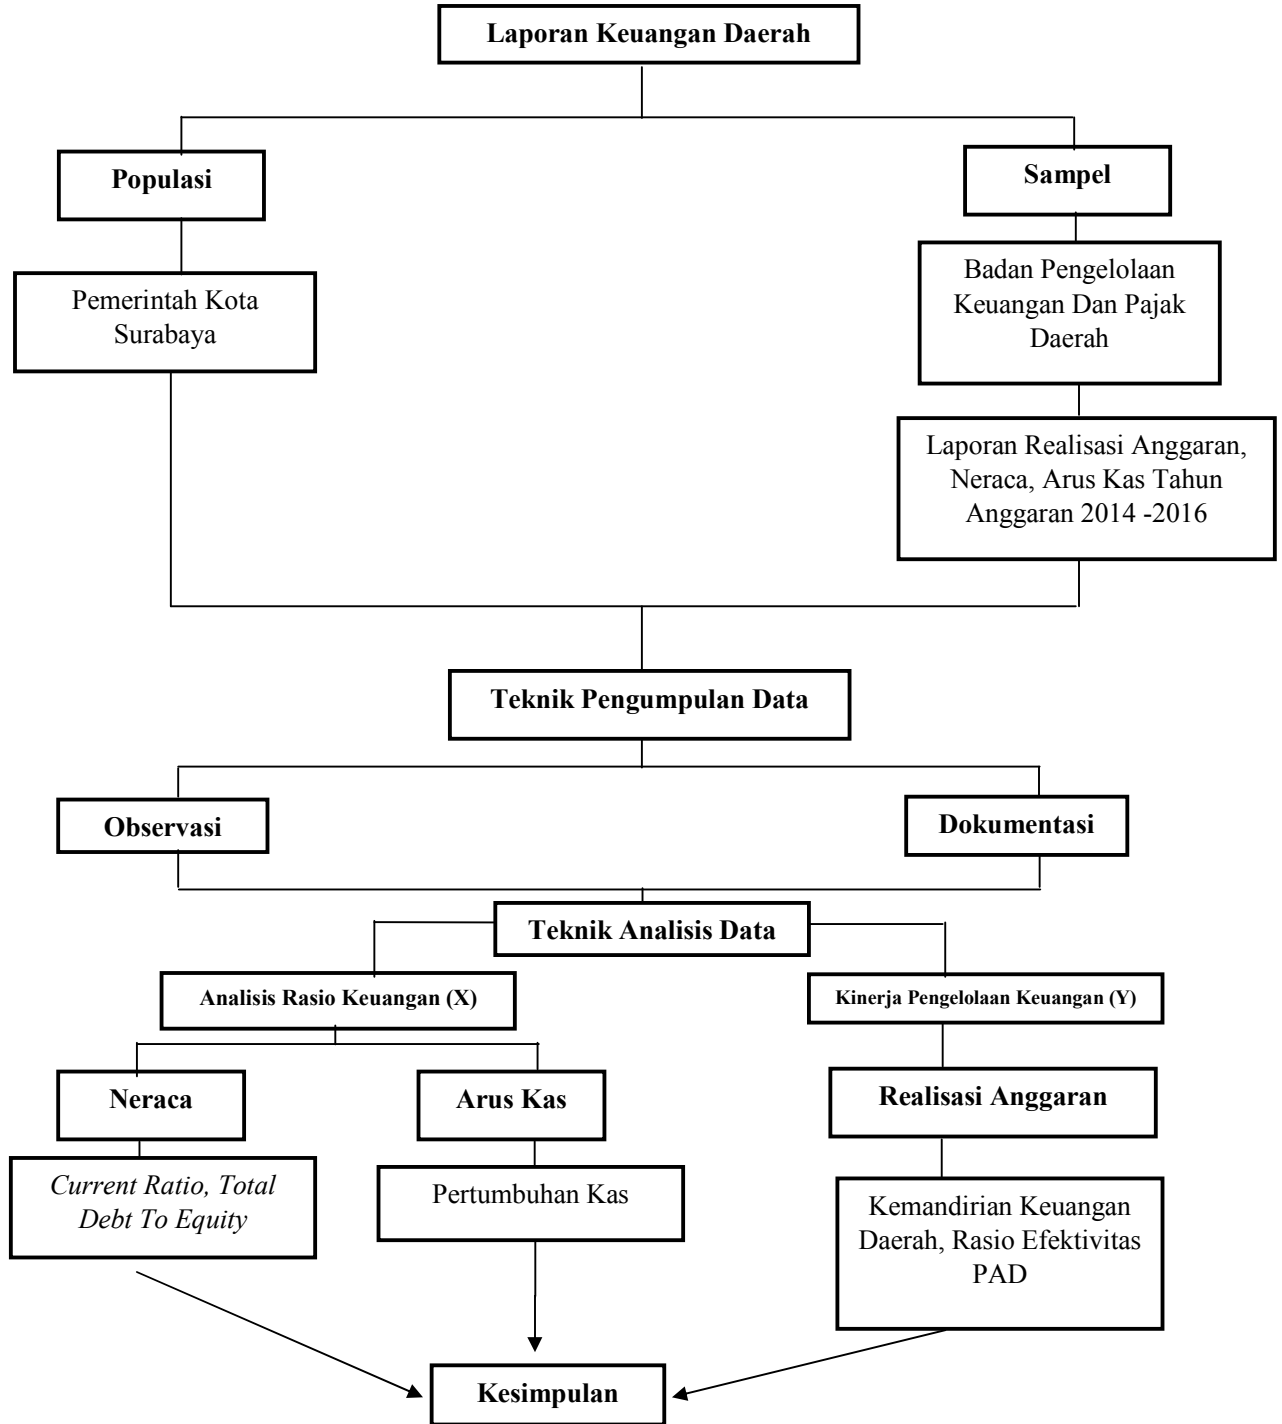 Laporan Keuangan Daerah
Populasi
Sampel
Pemerintah Kota
Surabaya
Badan Pengelolaan
Keuangan Dan Pajak
Daerah
Laporan Realisasi Anggaran,
Neraca, Arus Kas Tahun
Anggaran 2014 -2016
Teknik Pengumpulan Data
Observasi
Dokumentasi
Teknik Analisis Data
Analisis Rasio Keuangan (X)
Kinerja Pengelolaan Keuangan (Y)
Neraca
Arus Kas
Realisasi Anggaran
Current Ratio, Total
Debt To Equity
Pertumbuhan Kas
Kemandirian Keuangan
Daerah, Rasio Efektivitas
PAD
Kesimpulan